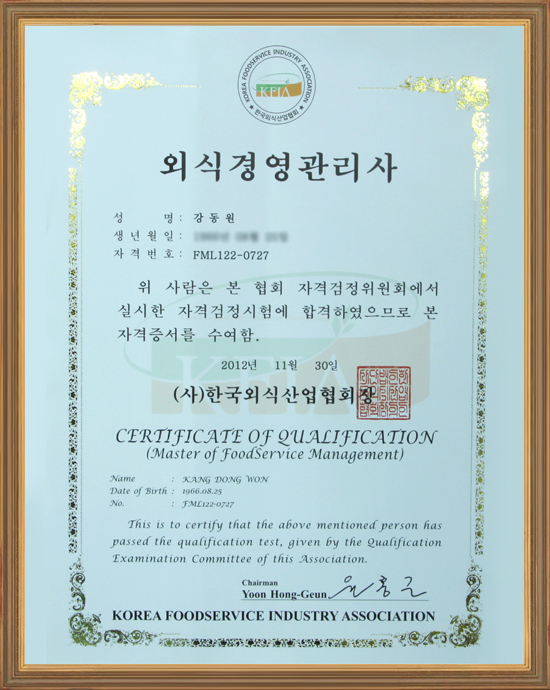 KOREA FOODSERVICE INDUSTRY ASSOCIATION
KFIA
★ 한국외식산업협회 ★
외식경영관리사
성 명 : 강동원
생년월일 :
자격번호 : FML122-0727
위 사람은 본 협회 자격검정위원회에서
실시한 자격검정시험에 합격하였으므로 본
자격증서를 수여함.
2012년 11월 30일
(사)한국외식산업협회장
KFIA
CERTIFICATE OF QUALIFICATION
(Master of FoodService Management)
Name : KANG DONG WON
Date of Birth : 1966.08.25
No. : FML122-0727
This is to certify that the above mentioned person has
passed the qualification test, given by the Qualification
Examination Committee of this Association.
Chairman
Yoon Hong-Geun 윤홍근
KOREA FOODSERVICE INDUSTRY ASSOCIATION